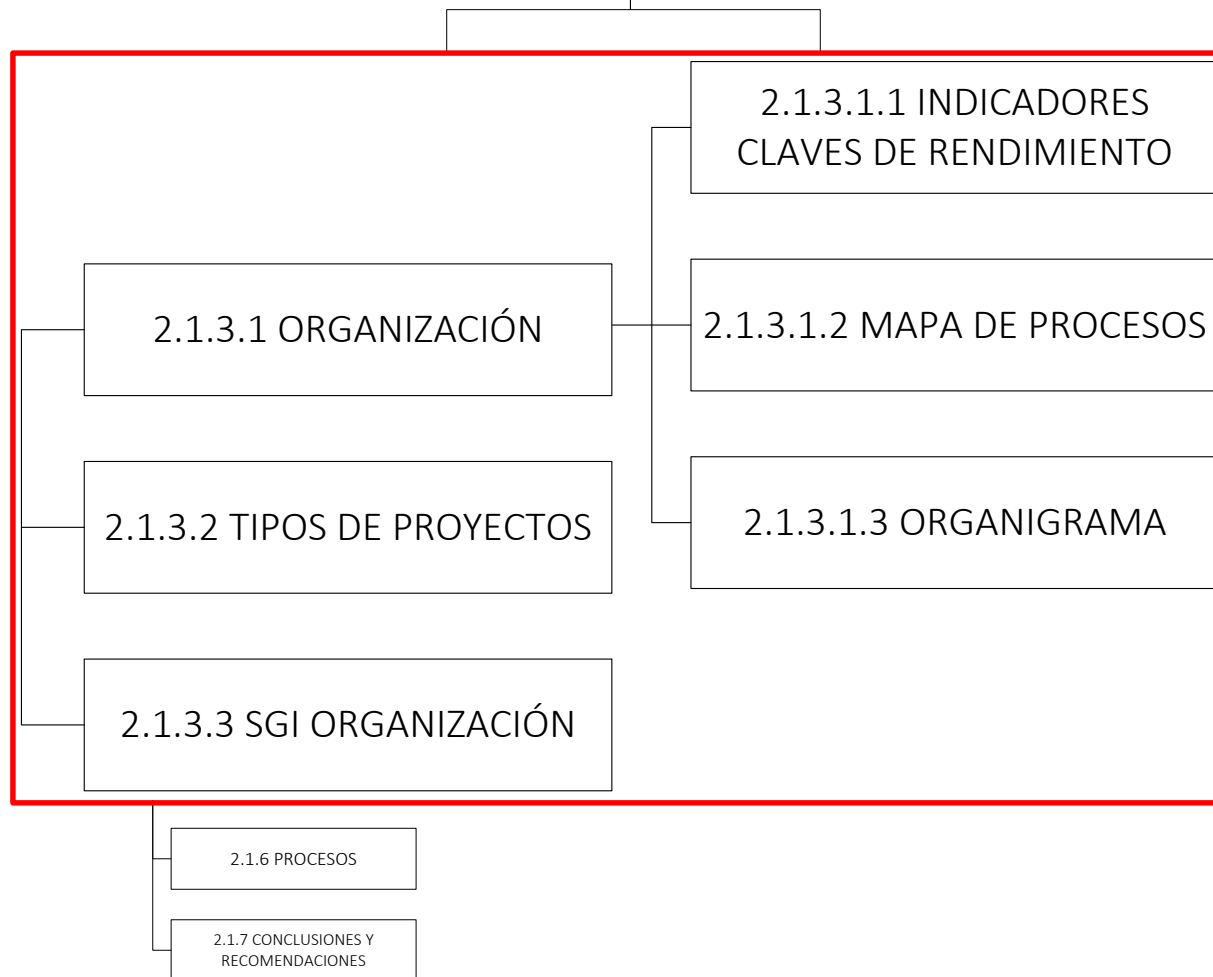 2.1.3.1.1 INDICADORES
CLAVES DE RENDIMIENTO
2.1.3.1 ORGANIZACIÓN
2.1.3.1.2 MAPA DE PROCESOS
2.1.3.2 TIPOS DE PROYECTOS
2.1.3.1.3 ORGANIGRAMA
2.1.3.3 SGI ORGANIZACIÓN
2.1.6 PROCESOS
2.1.7 CONCLUSIONES Y
RECOMENDACIONES